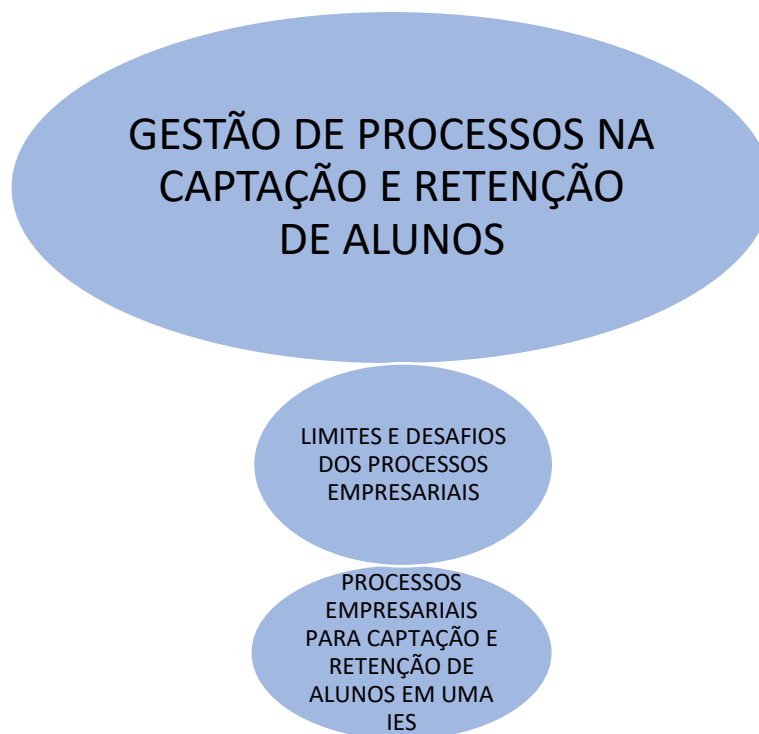 GESTÃO DE PROCESSOS NA
CAPTAÇÃO E RETENÇÃO
DE ALUNOS
LIMITES E DESAFIOS
DOS PROCESSOS
EMPRESARIAIS
PROCESSOS
EMPRESARIAIS
PARA CAPTAÇÃO E
RETENÇÃO DE
ALUNOS EM UMA
IES